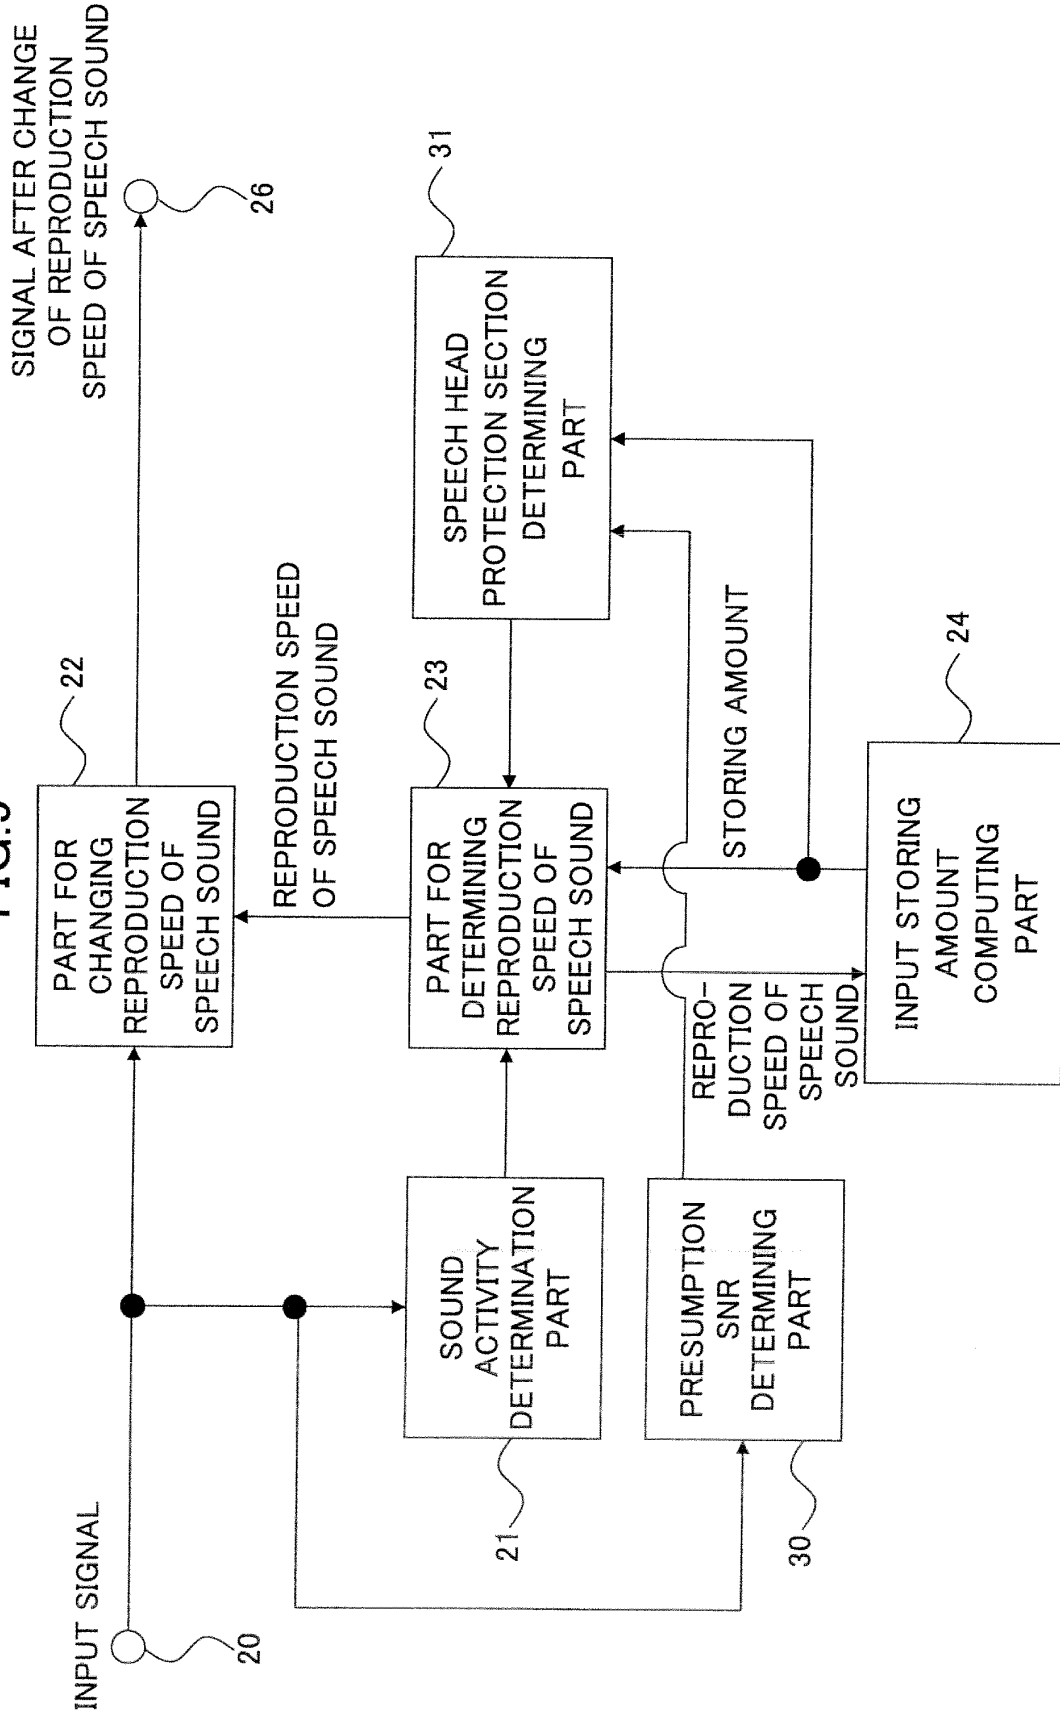 INPUT SIGNAL
20
SIGNAL AFTER CHANGE
OF REPRODUCTION
SPEED OF SPEECH SOUND
26
22
PART FOR
CHANGING
REPRODUCTION
SPEED OF
SPEECH SOUND
REPRODUCTION SPEED
OF SPEECH SOUND
21
SOUND
ACTIVITY
DETERMINATION
PART
23
PART FOR
DETERMINING
REPRODUCTION
SPEED OF
SPEECH SOUND
31
SPEECH HEAD
PROTECTION SECTION
DETERMINING
PART
30
PRESUMPTION
SNR
DETERMINING
PART
REPRO-
DUCTION
SPEED OF
SPEECH
SOUND
STORING AMOUNT
24
INPUT STORING
AMOUNT
COMPUTING
PART